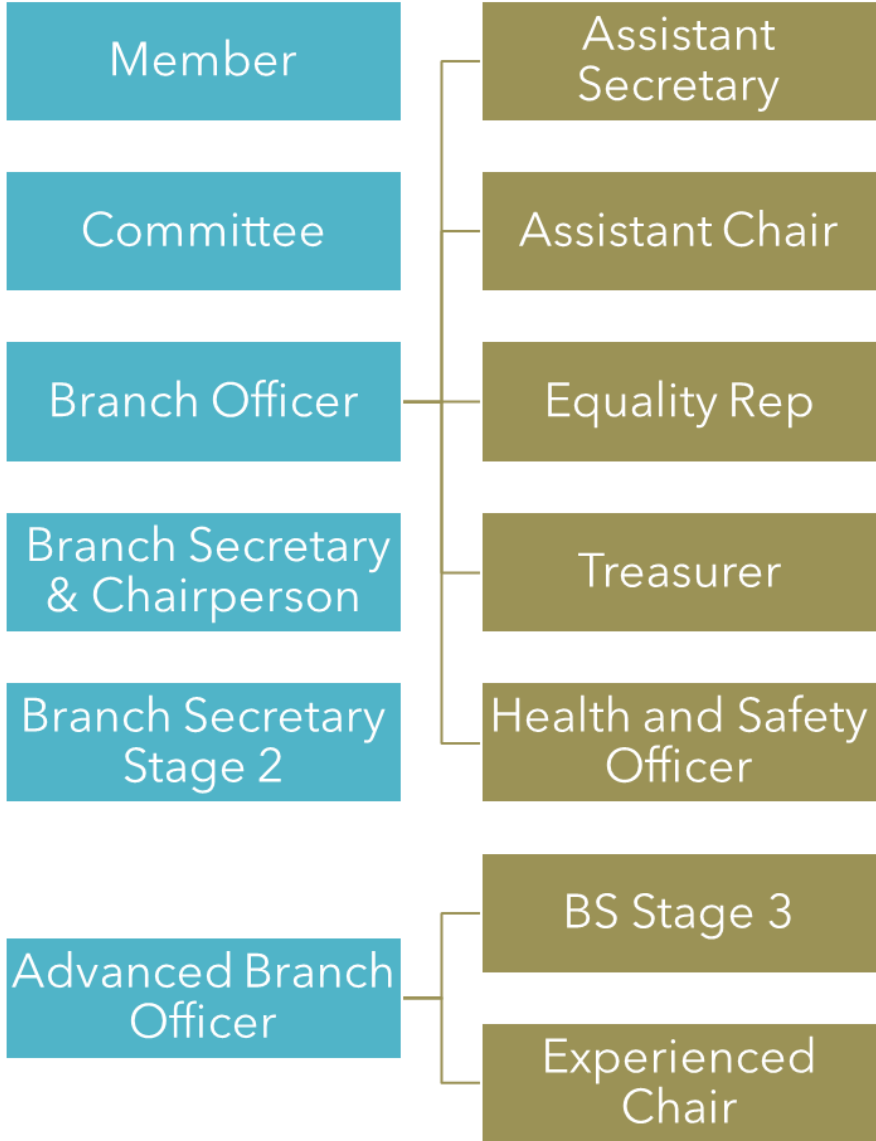 Member
Committee
Branch Officer
Branch Secretary
& Chairperson
Branch Secretary
Stage 2
Advanced Branch
Officer
Assistant
Secretary
Assistant Chair
Equality Rep
Treasurer
Health and Safety
Officer
BS Stage 3
Experienced
Chair